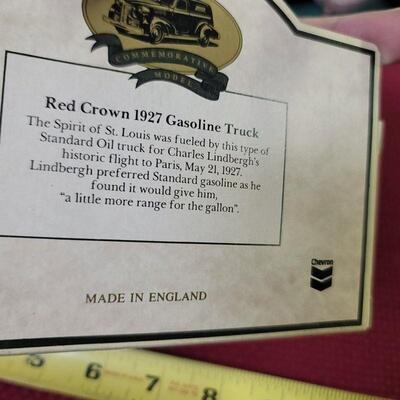 COMMEMORATIVE
MODEL
Red Crown 1927 Gasoline Truck
The Spirit of St. Louis was fueled by this type of
Standard Oil truck for Charles Lindbergh's
historic flight to Paris, May 21, 1927.
Lindbergh preferred Standard gasoline as he
found it would give him,
"a little more range for the gallon".
Chevron
MADE IN ENGLAND
5 6 7 8